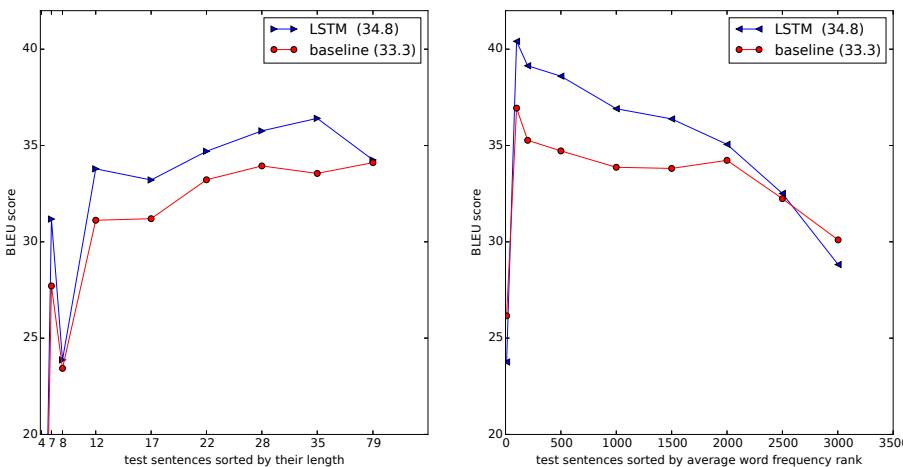 LSTM (34.8)
baseline (33.3)
40
35
30
25
20
BLEU score
4 7 8 12 17 22 28 35 79
test sentences sorted by their length
LSTM (34.8)
baseline (33.3)
40
35
30
25
20
BLEU score
0 500 1000 1500 2000 2500 3000 3500
test sentences sorted by average word frequency rank